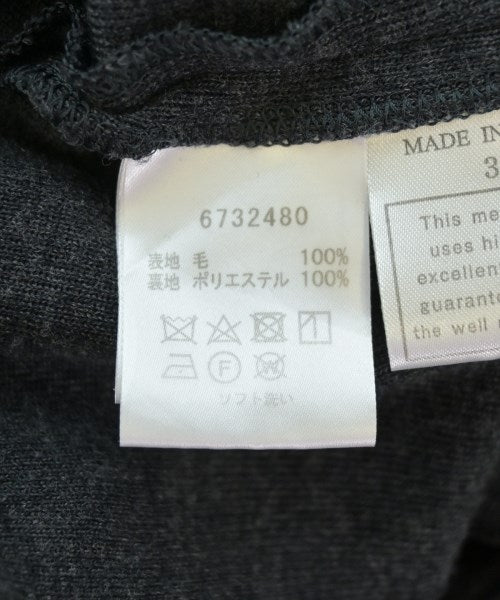 6732480
表地 毛 100%
裏地 ポリエステル 100%
F W
ソフト洗い
MADE IN
3
This me
uses hi
excellen
guarante
the well